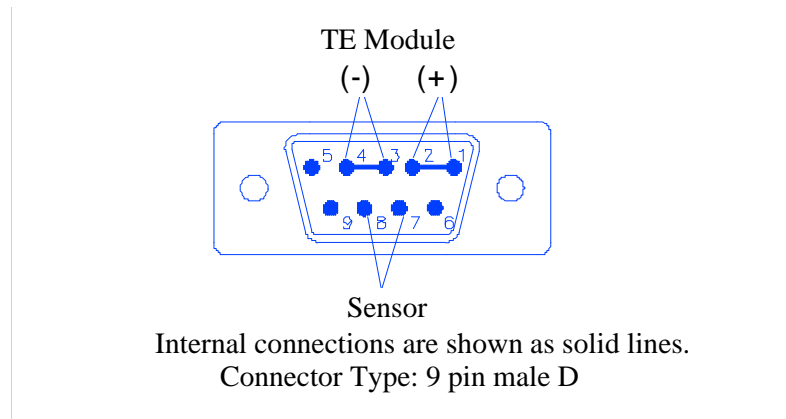 TE Module
(-) (+)
5 4 3 2 1
9 8 7 6
Sensor
Internal connections are shown as solid lines.
Connector Type: 9 pin male D